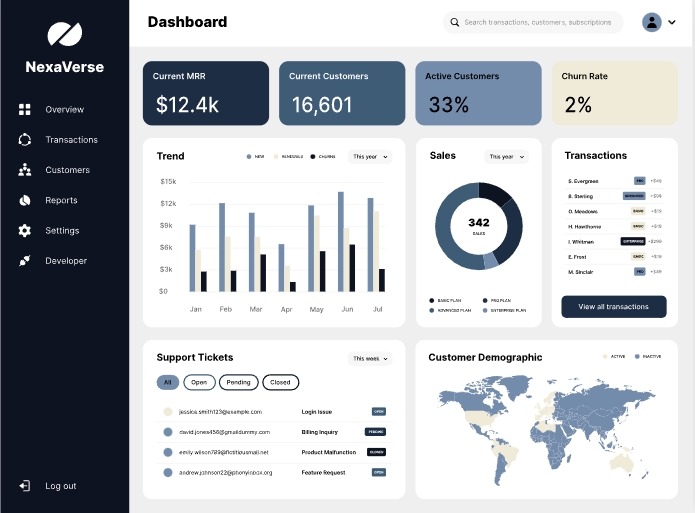 NexaVerse
Overview
Transactions
Customers
Reports
Settings
Developer
Log out
Dashboard
Search transactions, customers, subscriptions
Current MRR
$12.4k
Current Customers
16,601
Active Customers
33%
Churn Rate
2%
Trend
NEW
RENEWALS
CHURNS
This year
$15k
$12k
$9k
$6k
$3k
$0
Jan Feb Mar Apr May Jun Jul
Sales
This year
342
SALES
BASIC PLAN
PRO PLAN
ADVANCED PLAN
ENTERPRISE PLAN
Transactions
S. Evergreen PRO +$49
B. Sterling
O. Meadows BASIC +$19
H. Hawthorne BASIC +$19
I. Whitman ENTERPRISE
E. Frost BASIC +$19
M. Sinclair PRO +$49
View all transactions
Support Tickets
This week
All Open Pending Closed
jessica.smith123@example.com Login Issue OPEN
david.jones456@gmaildummy.com Billing Inquiry PENDING
emily.wilson789@fictitiousmail.net Product Malfunction CLOSED
andrew.johnson22@phonyinbox.org Feature Request OPEN
Customer Demographic
ACTIVE
INACTIVE